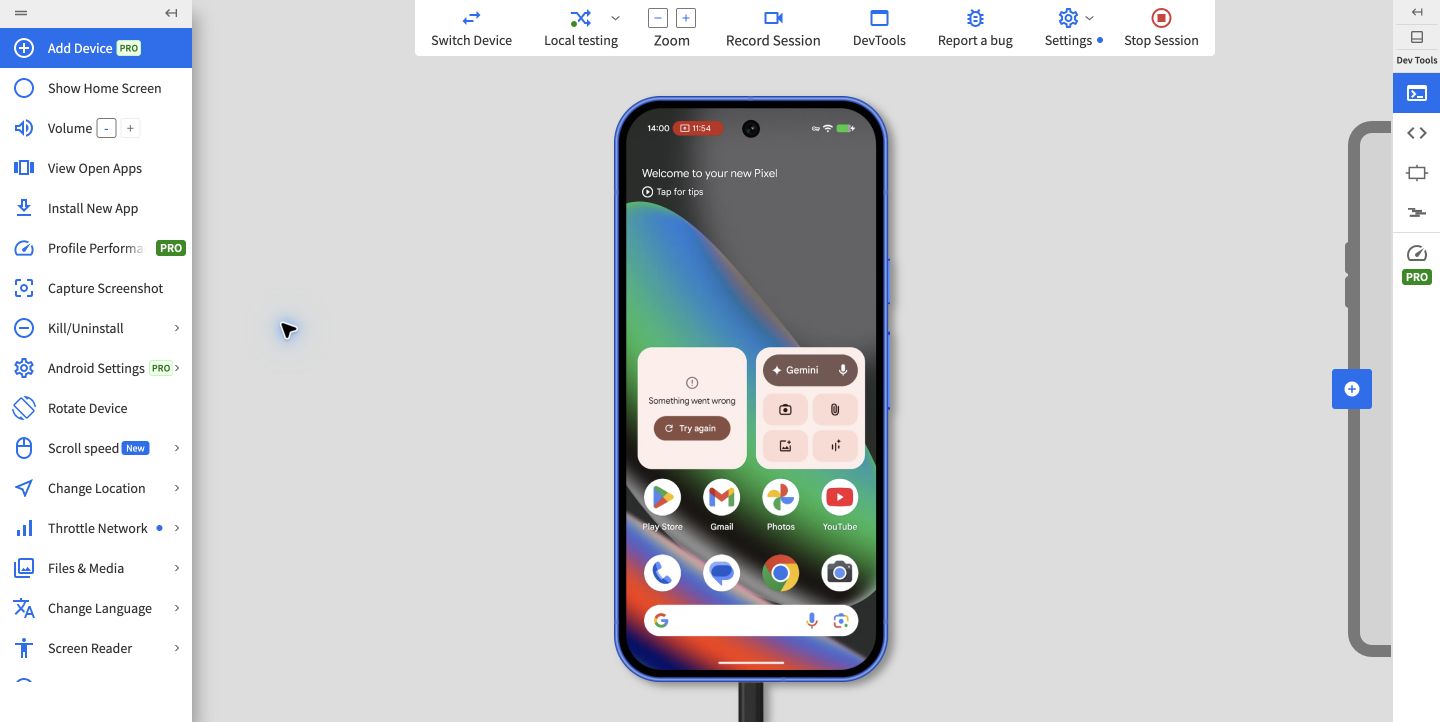 Add Device PRO
Show Home Screen
Volume - +
View Open Apps
Install New App
Profile Performa PRO
Capture Screenshot
Kill/Uninstall
Android Settings PRO
Rotate Device
Scroll speed New
Change Location
Throttle Network
Files & Media
Change Language
Screen Reader
Switch Device
Local testing
Zoom
Record Session
DevTools
Report a bug
Settings
Stop Session
14:00 11:54
Welcome to your new Pixel
Tap for tips
Something went wrong
Try again
Gemini
Play Store
Gmail
Photos
YouTube
Dev Tools
PRO